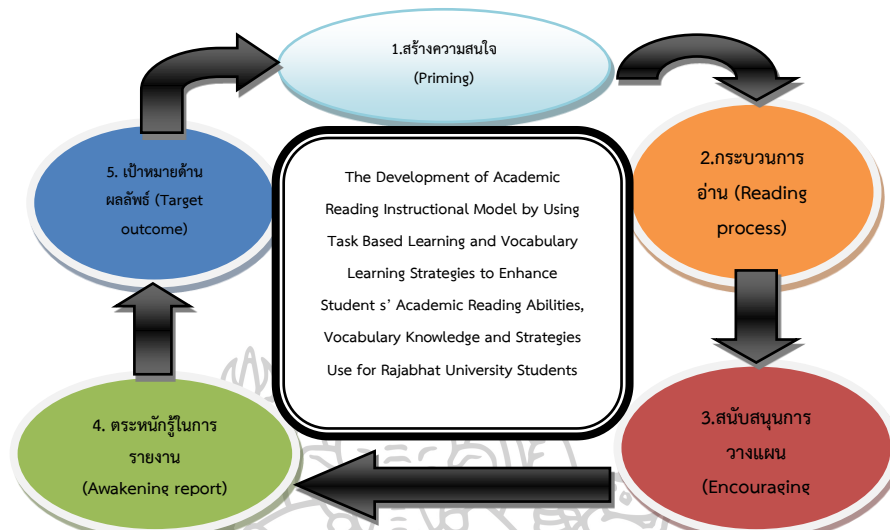 1.สร้างความสนใจ
(Priming)
2.กระบวนการ
อ่าน (Reading
process)
3.สนับสนุนการ
วางแผน
(Encouraging
4. ตระหนักรู้ในการ
รายงาน
(Awakening report)
5. เป้าหมายด้าน
ผลลัพธ์ (Target
outcome)
The Development of Academic
Reading Instructional Model by Using
Task Based Learning and Vocabulary
Learning Strategies to Enhance
Student s’ Academic Reading Abilities,
Vocabulary Knowledge and Strategies
Use for Rajabhat University Students